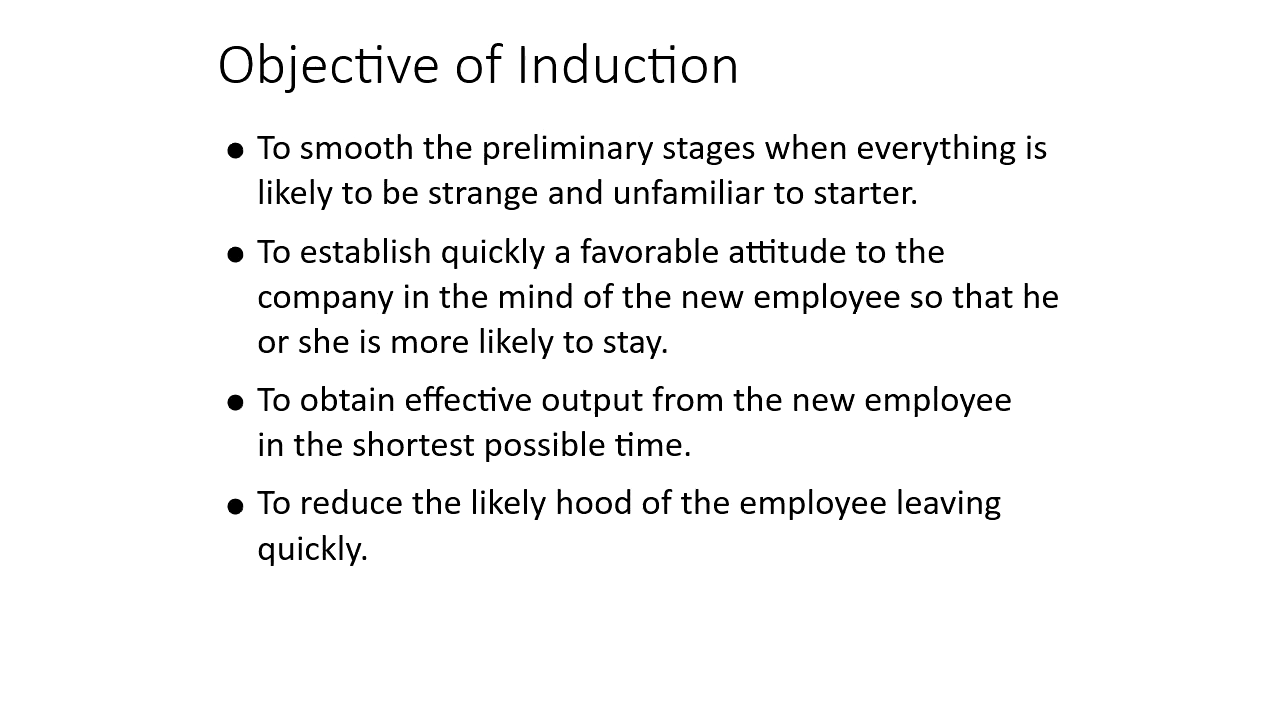 Objective of Induction
● To smooth the preliminary stages when everything is
likely to be strange and unfamiliar to starter.
● To establish quickly a favorable attitude to the
company in the mind of the new employee so that he
or she is more likely to stay.
● To obtain effective output from the new employee
in the shortest possible time.
● To reduce the likely hood of the employee leaving
quickly.